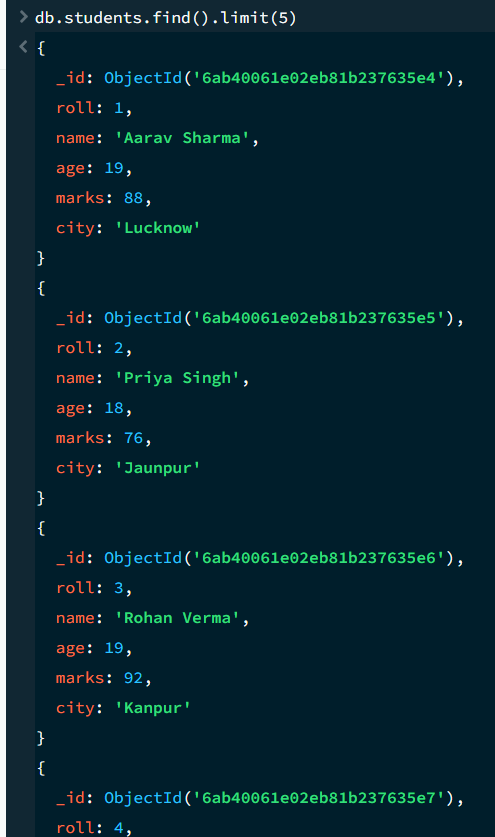 > db.students.find().limit(5)
< {
_id: ObjectId('6ab40061e02eb81b237635e4'),
roll: 1,
name: 'Aarav Sharma',
age: 19,
marks: 88,
city: 'Lucknow'
}
{
_id: ObjectId('6ab40061e02eb81b237635e5'),
roll: 2,
name: 'Priya Singh',
age: 18,
marks: 76,
city: 'Jaunpur'
}
{
_id: ObjectId('6ab40061e02eb81b237635e6'),
roll: 3,
name: 'Rohan Verma',
age: 19,
marks: 92,
city: 'Kanpur'
}
{
_id: ObjectId('6ab40061e02eb81b237635e7'),
roll: 4,